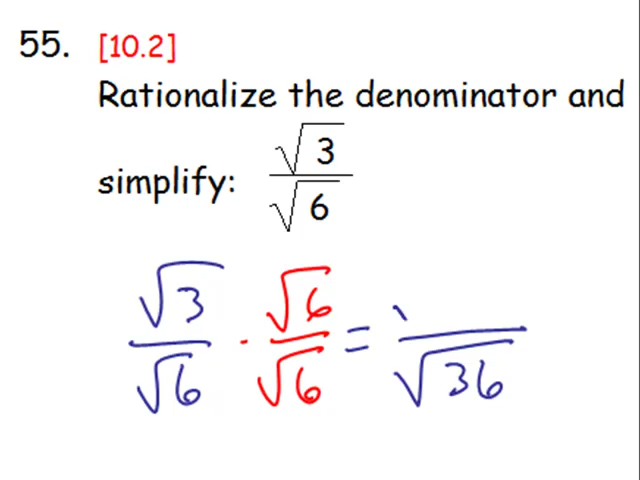 55. [10.2]
Rationalize the denominator and
simplify: √3/√6
√3/√6 · √6/√6 = /√36